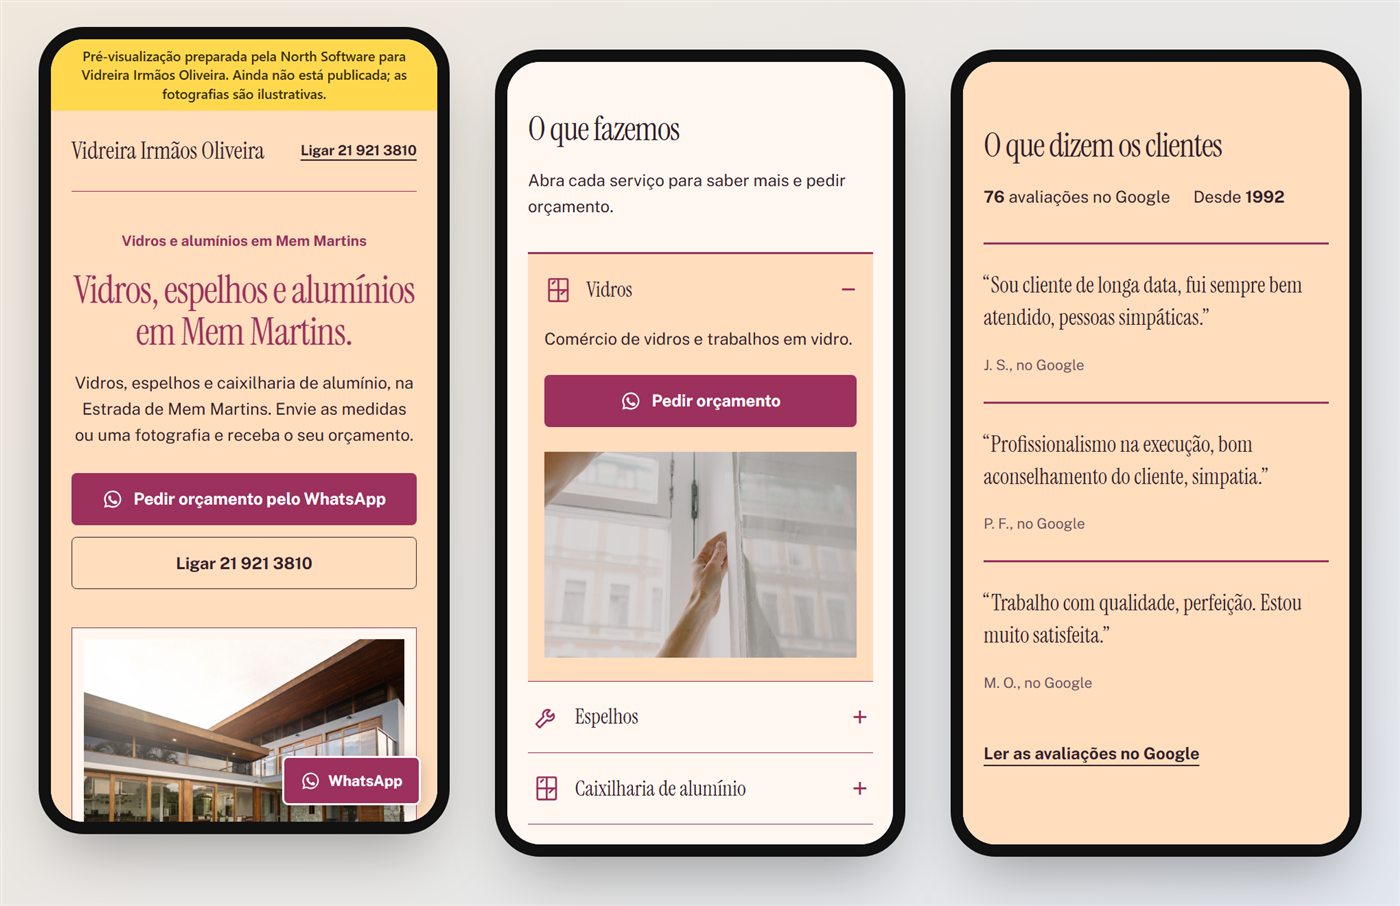 Pré-visualização preparada pela North Software para
Vidreira Irmãos Oliveira. Ainda não está publicada; as
fotografias são ilustrativas.
Vidreira Irmãos Oliveira
Ligar 21 921 3810
Vidros e alumínios em Mem Martins
Vidros, espelhos e alumínios
em Mem Martins.
Vidros, espelhos e caixilharia de alumínio, na
Estrada de Mem Martins. Envie as medidas
ou uma fotografia e receba o seu orçamento.
Pedir orçamento pelo WhatsApp
Ligar 21 921 3810
WhatsApp
O que fazemos
Abra cada serviço para saber mais e pedir
orçamento.
Vidros
Comércio de vidros e trabalhos em vidro.
Pedir orçamento
Espelhos
Caixilharia de alumínio
O que dizem os clientes
76 avaliações no Google
Desde 1992
“Sou cliente de longa data, fui sempre bem
atendido, pessoas simpáticas.”
J. S., no Google
“Profissionalismo na execução, bom
aconselhamento do cliente, simpatia.”
P. F., no Google
“Trabalho com qualidade, perfeição. Estou
muito satisfeita.”
M. O., no Google
Ler as avaliações no Google